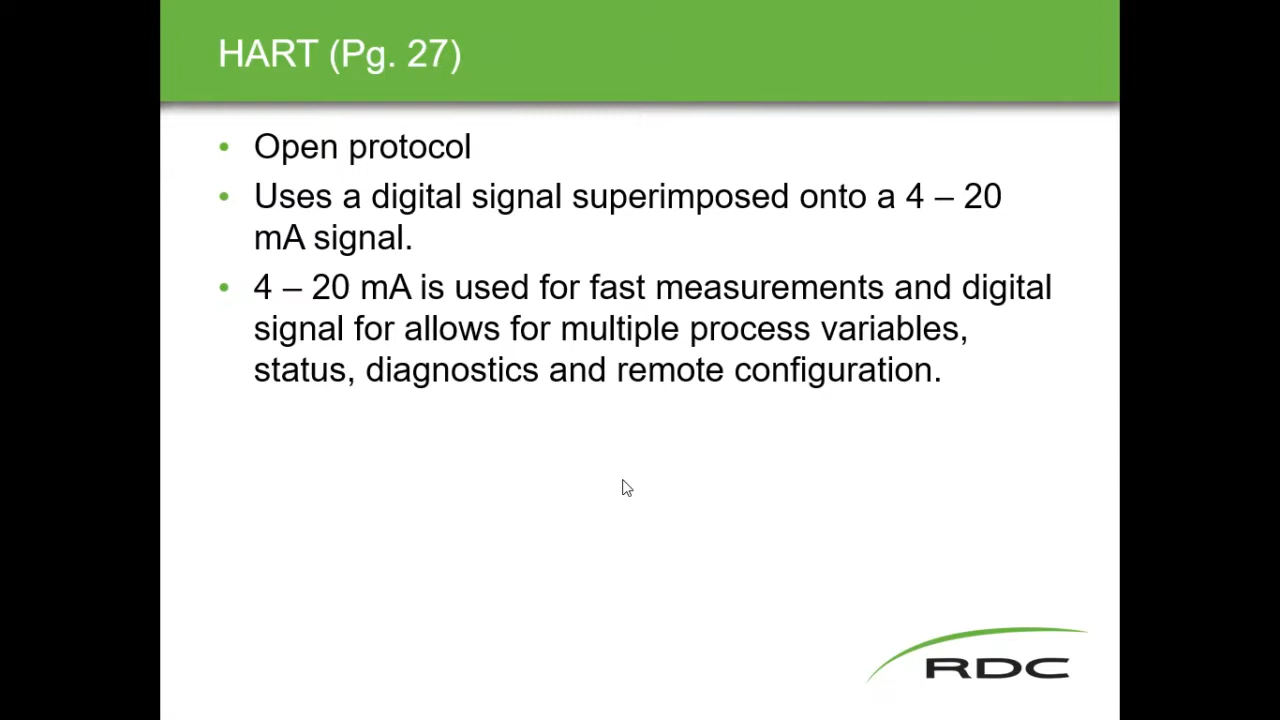 HART (Pg. 27)
• Open protocol
• Uses a digital signal superimposed onto a 4 – 20
mA signal.
• 4 – 20 mA is used for fast measurements and digital
signal for allows for multiple process variables,
status, diagnostics and remote configuration.
RDC